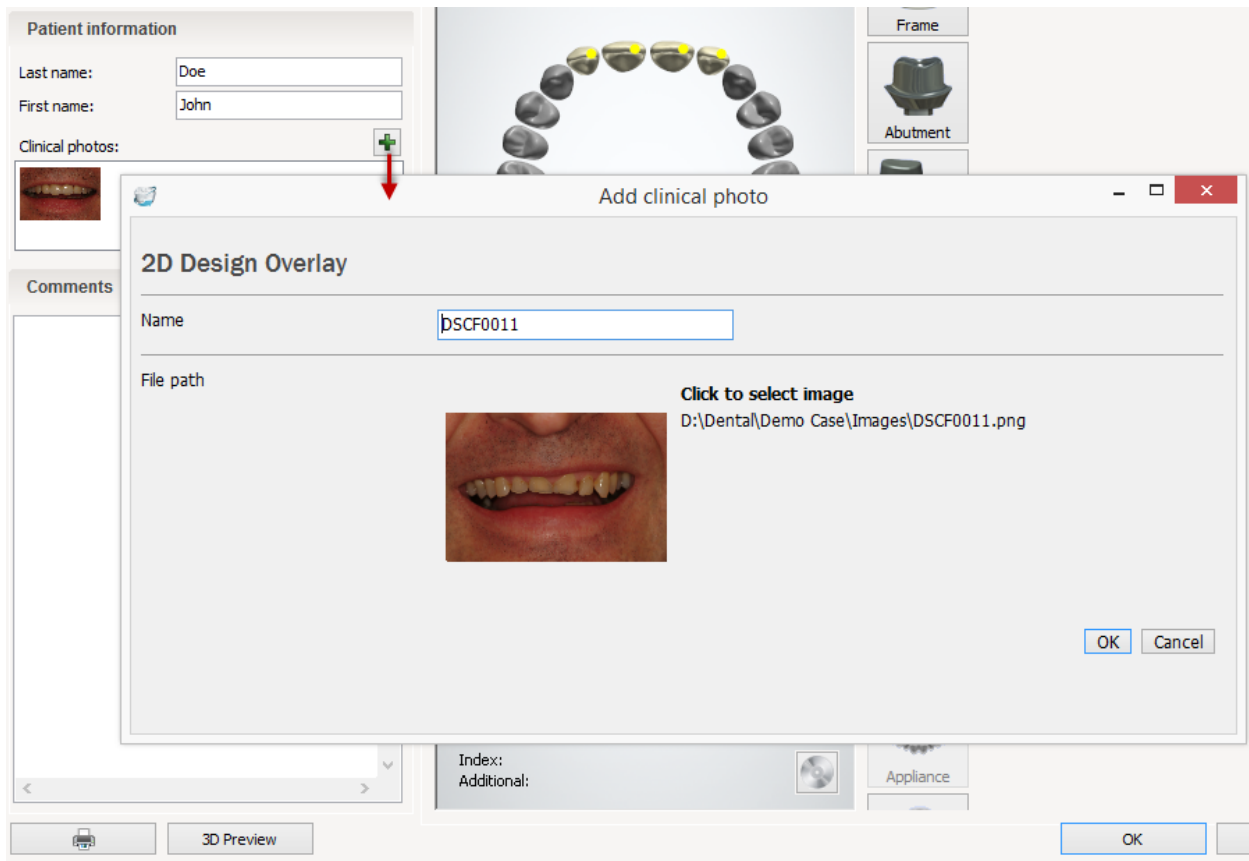 Patient information
Last name:
Doe
First name:
John
Clinical photos:
Comments
3D Preview
Frame
Abutment
Add clinical photo
2D Design Overlay
Name
DSCF0011
File path
Click to select image
D:\Dental\Demo Case\Images\DSCF0011.png
OK
Cancel
Index:
Additional:
Appliance
OK